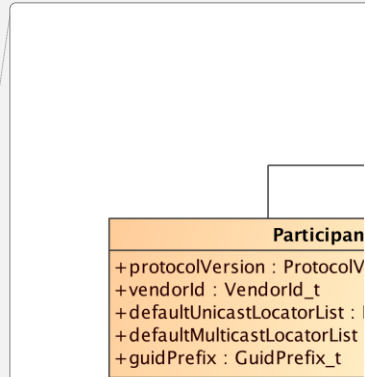 Participan
+protocolVersion : ProtocolV
+vendorId : VendorId_t
+defaultUnicastLocatorList :
+defaultMulticastLocatorList
+guidPrefix : GuidPrefix_t